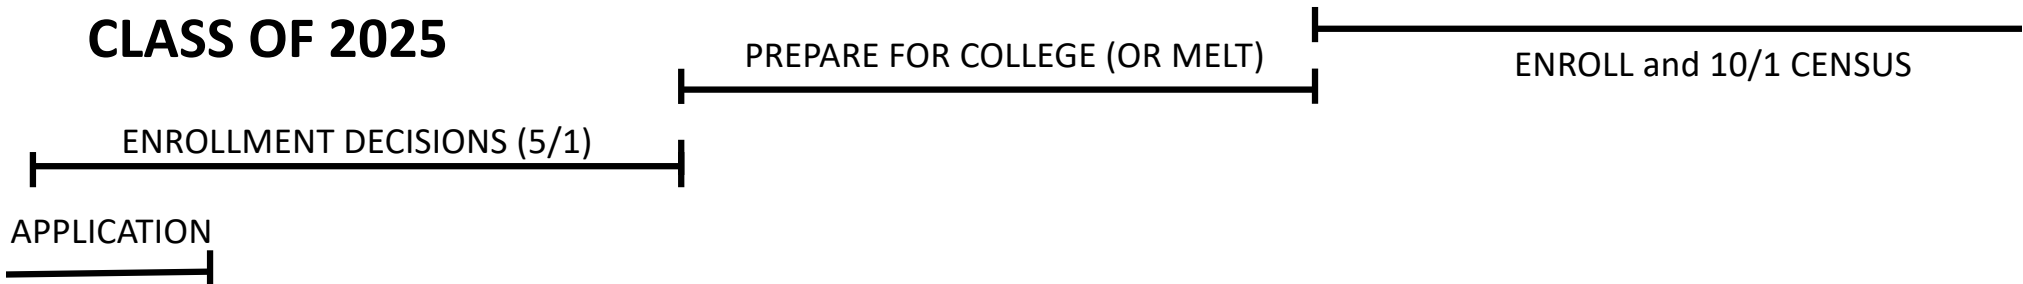 CLASS OF 2025
PREPARE FOR COLLEGE (OR MELT)
ENROLL and 10/1 CENSUS
ENROLLMENT DECISIONS (5/1)
APPLICATION